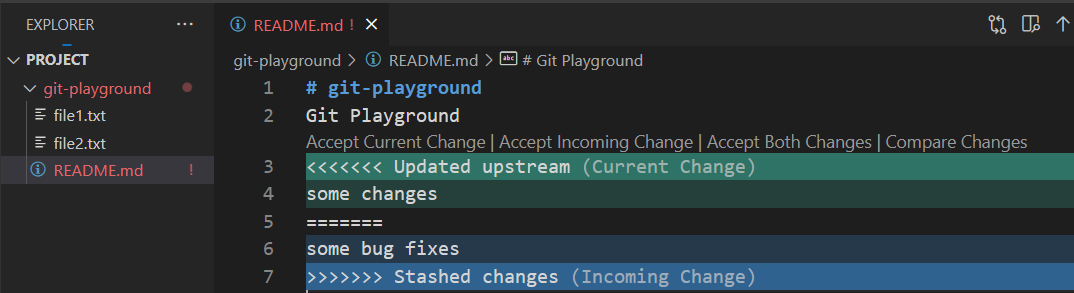 EXPLORER ...
PROJECT
git-playground
file1.txt
file2.txt
README.md !
README.md !
git-playground > README.md > abc # Git Playground
1 # git-playground
2 Git Playground
Accept Current Change | Accept Incoming Change | Accept Both Changes | Compare Changes
3 <<<<<<< Updated upstream (Current Change)
4 some changes
5 =======
6 some bug fixes
7 >>>>>>> Stashed changes (Incoming Change)